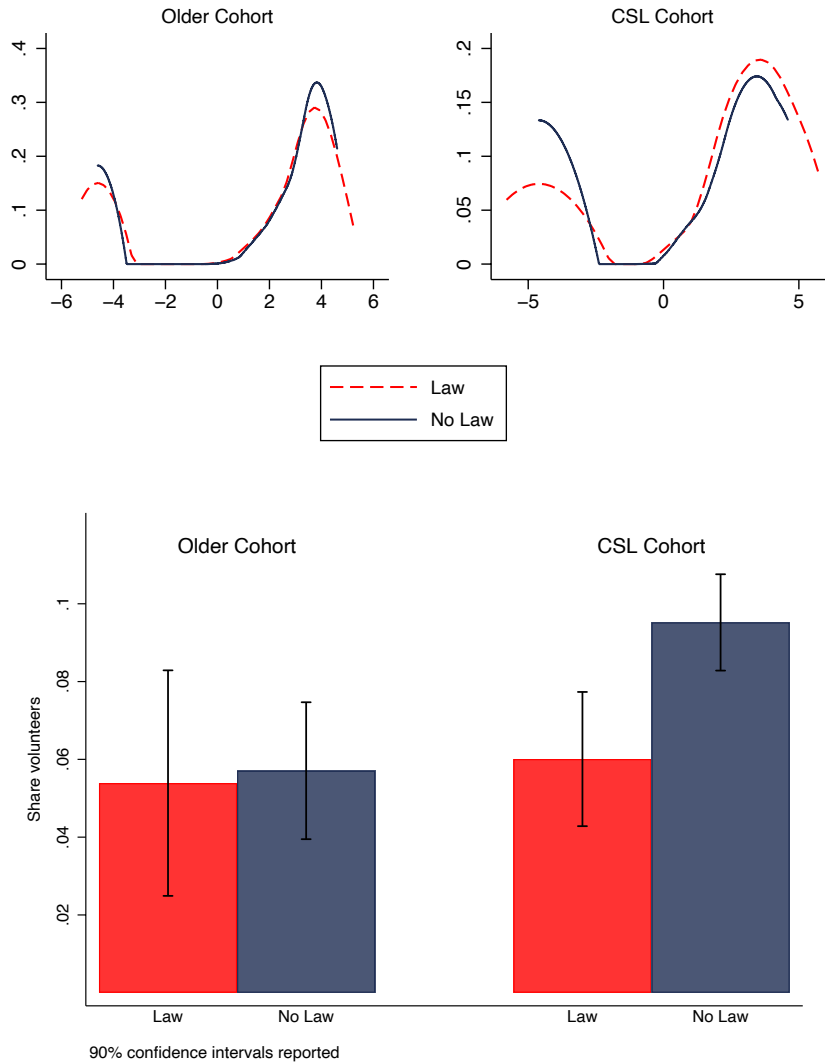 Older Cohort
CSL Cohort
.4
.3
.2
.1
0
−6 −4 −2 0 2 4 6
.2
.15
.1
.05
0
−5 0 5
Law
No Law
Older Cohort
CSL Cohort
Share volunteers
.1
.08
.06
.04
.02
Law
No Law
Law
No Law
90% confidence intervals reported